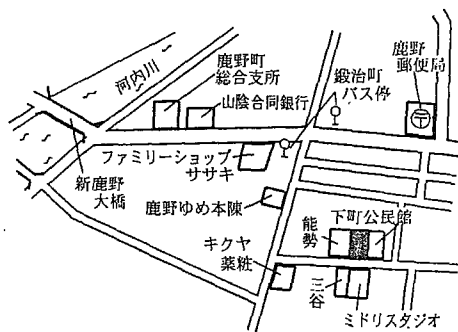 河内川
鹿野町
総合支所
山陰合同銀行
鍛治町
バス停
鹿野
郵便局
〒
ファミリーショップ
ササキ
新鹿野
大橋
鹿野ゆめ本陳
下町公民館
能勢
キクヤ
薬粧
三谷
ミドリスタジオ